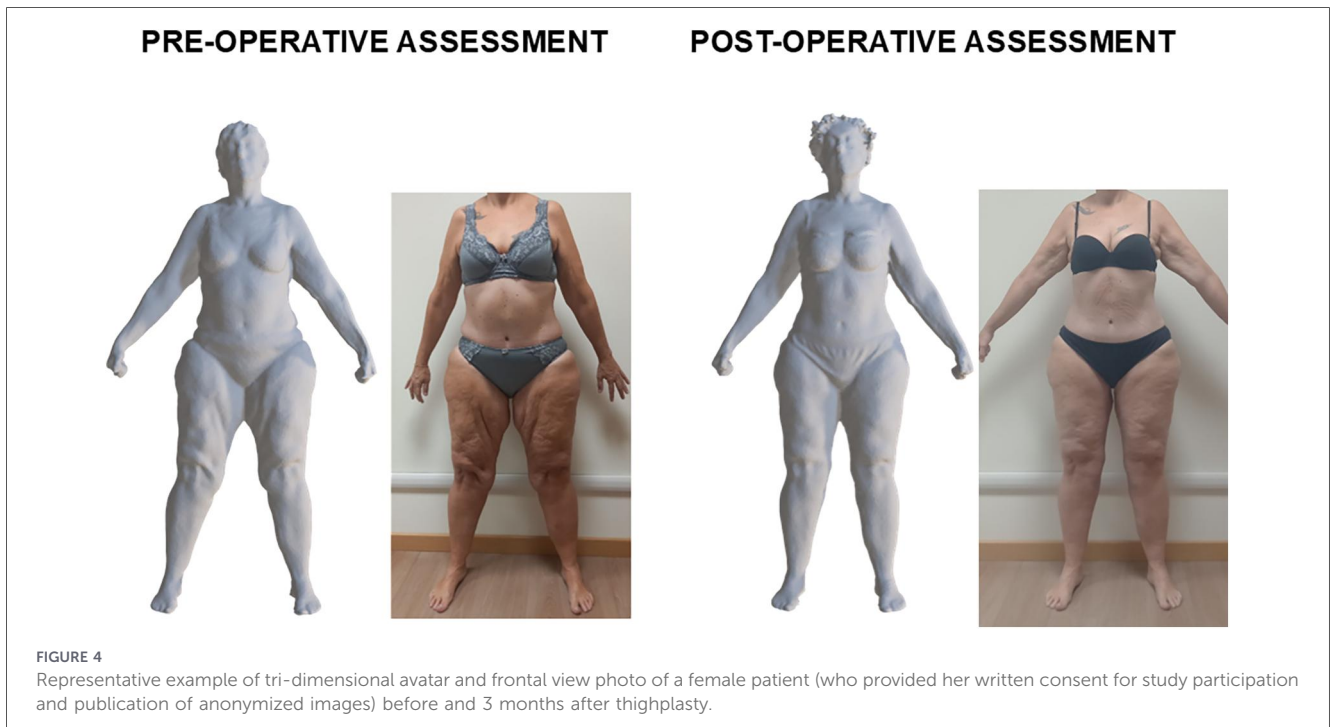 PRE-OPERATIVE ASSESSMENT
POST-OPERATIVE ASSESSMENT
FIGURE 4
Representative example of tri-dimensional avatar and frontal view photo of a female patient (who provided her written consent for study participation
and publication of anonymized images) before and 3 months after thighplasty.